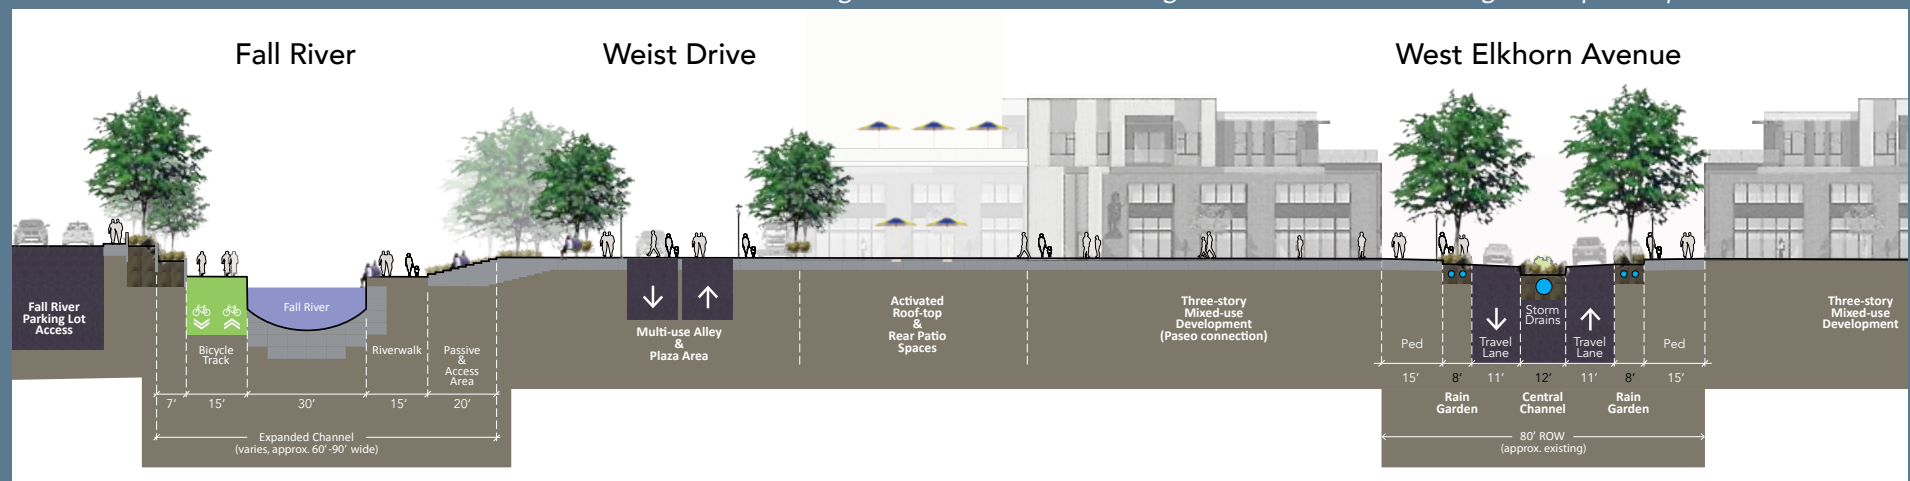 Fall River
Weist Drive
West Elkhorn Avenue
Fall River
Parking Lot
Access
Fall River
Bicycle
Track
Riverwalk
Passive
&
Access
Area
7’
15’
30’
15’
20’
Expanded Channel
(varies, approx. 60’-90’ wide)
Multi-use Alley
&
Plaza Area
Activated
Roof-top
&
Rear Patio
Spaces
Three-story
Mixed-use
Development
(Paseo connection)
Ped
Travel
Lane
Storm
Drains
Travel
Lane
Ped
15’
8’
11’
12’
11’
8’
15’
Rain
Garden
Central
Channel
Rain
Garden
80’ ROW
(approx. existing)
Three-story
Mixed-use
Development